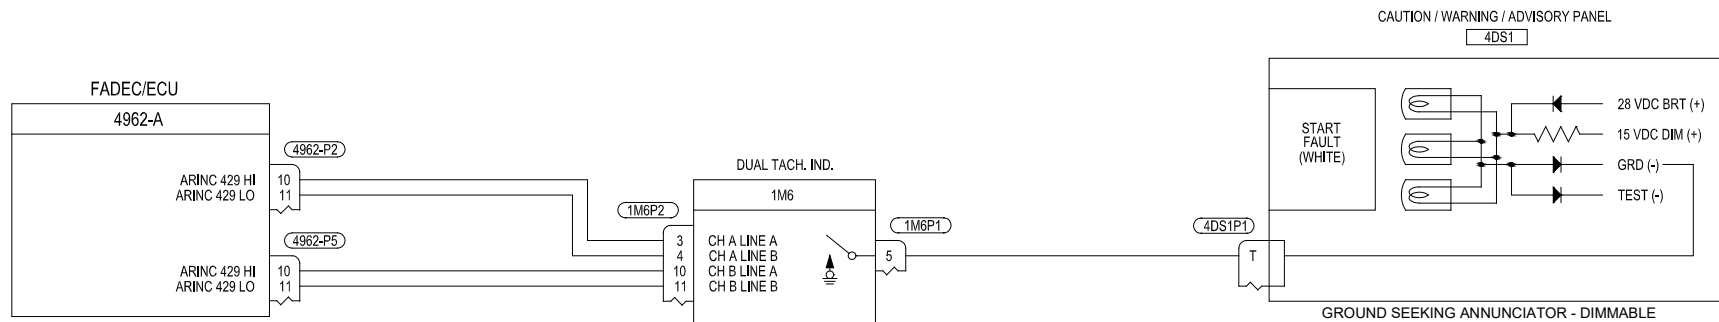 CAUTION / WARNING / ADVISORY PANEL
4DS1
FADEC/ECU
4962-A
4962-P2
ARINC 429 HI 10
ARINC 429 LO 11
4962-P5
ARINC 429 HI 10
ARINC 429 LO 11
DUAL TACH. IND.
1M6
1M6P2
3 CH A LINE A
4 CH A LINE B
10 CH B LINE A
11 CH B LINE B
1M6P1
5
4DS1P1
T
START
FAULT
(WHITE)
28 VDC BRT (+)
15 VDC DIM (+)
GRD (-)
TEST (-)
GROUND SEEKING ANNUNCIATOR - DIMMABLE